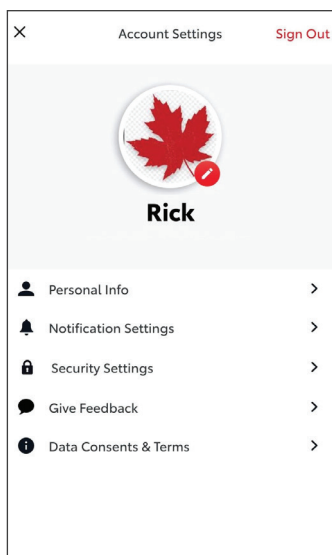 Account Settings
Sign Out
Rick
Personal Info
Notification Settings
Security Settings
Give Feedback
Data Consents & Terms